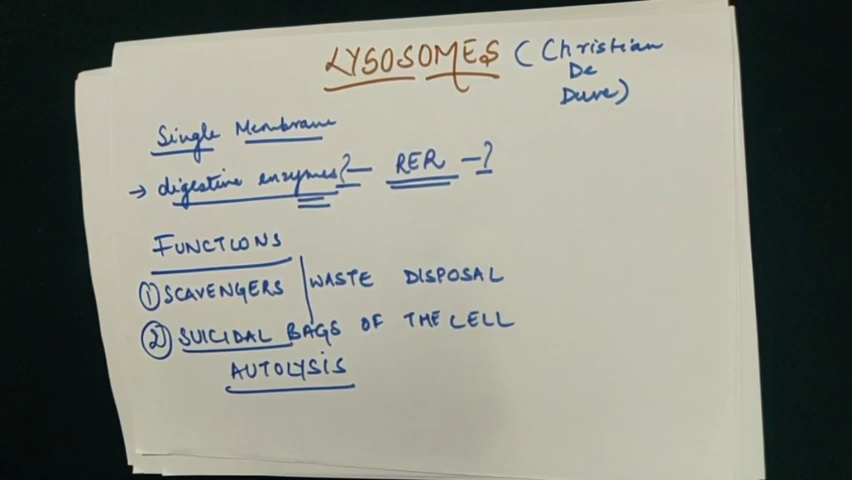 LYSOSOMES (Christian
De
Duve)
Single Membrane
→ digestive enzymes? — RER — ?
FUNCTIONS
① SCAVENGERS | WASTE DISPOSAL
② SUICIDAL BAGS OF THE CELL
AUTOLYSIS